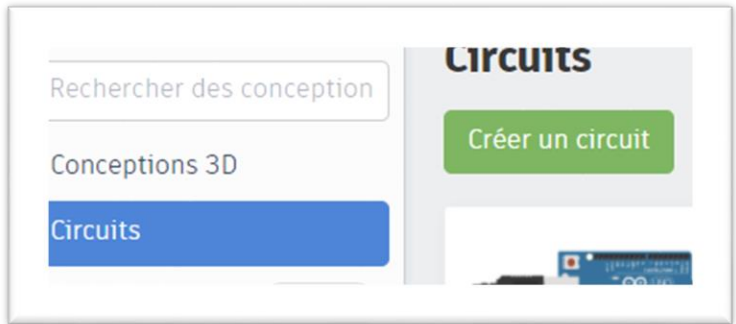 Rechercher des conception
Conceptions 3D
Circuits
Circuits
Créer un circuit